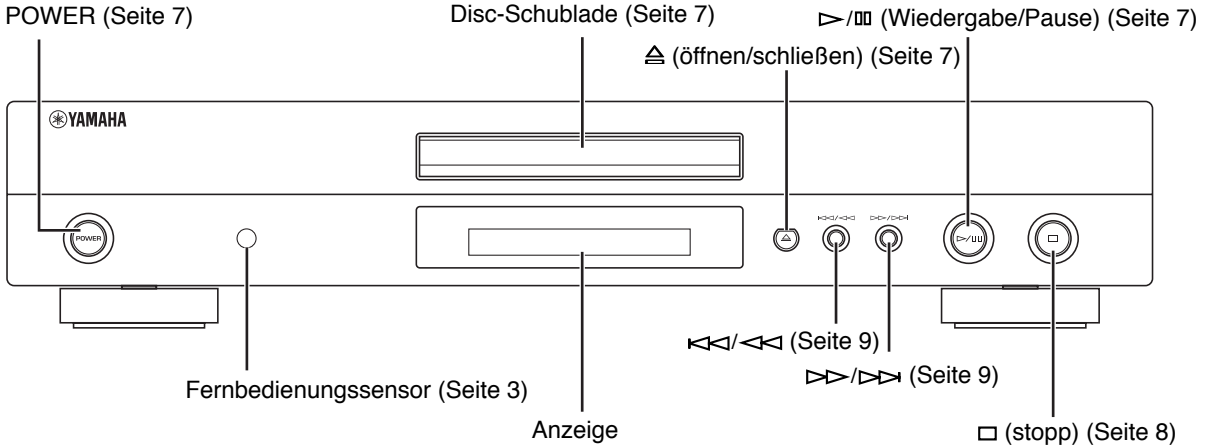 POWER (Seite 7)
Disc-Schublade (Seite 7)
▷/▯▯ (Wiedergabe/Pause) (Seite 7)
≙ (öffnen/schließen) (Seite 7)
YAMAHA
|◁◁/◁◁
▷▷/▷▷|
POWER
▷/▯▯
|◁◁/◁◁ (Seite 9)
▷▷/▷▷| (Seite 9)
Fernbedienungssensor (Seite 3)
Anzeige
□ (stopp) (Seite 8)